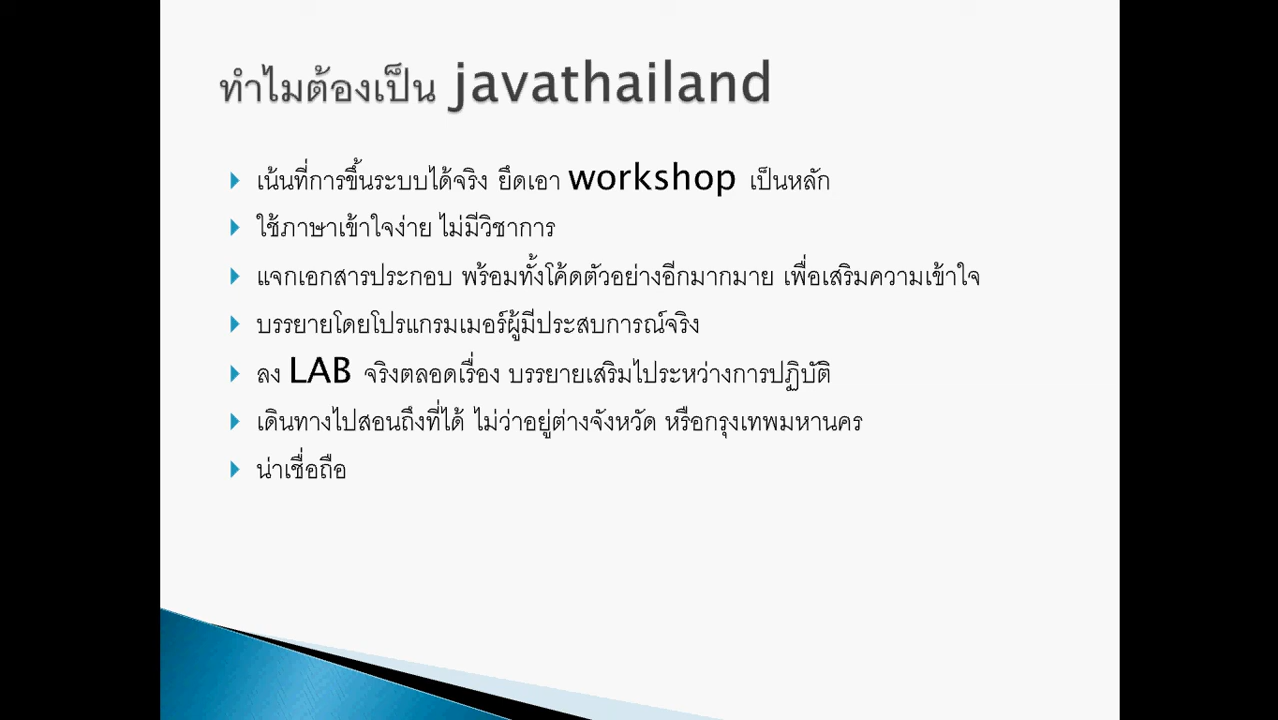 ทำไมต้องเป็น javathailand
เน้นที่การขึ้นระบบได้จริง ยึดเอา workshop เป็นหลัก
ใช้ภาษาเข้าใจง่าย ไม่มีวิชาการ
แจกเอกสารประกอบ พร้อมทั้งโค้ดตัวอย่างอีกมากมาย เพื่อเสริมความเข้าใจ
บรรยายโดยโปรแกรมเมอร์ผู้มีประสบการณ์จริง
ลง LAB จริงตลอดเรื่อง บรรยายเสริมไประหว่างการปฏิบัติ
เดินทางไปสอนถึงที่ได้ ไม่ว่าอยู่ต่างจังหวัด หรือกรุงเทพมหานคร
น่าเชื่อถือ